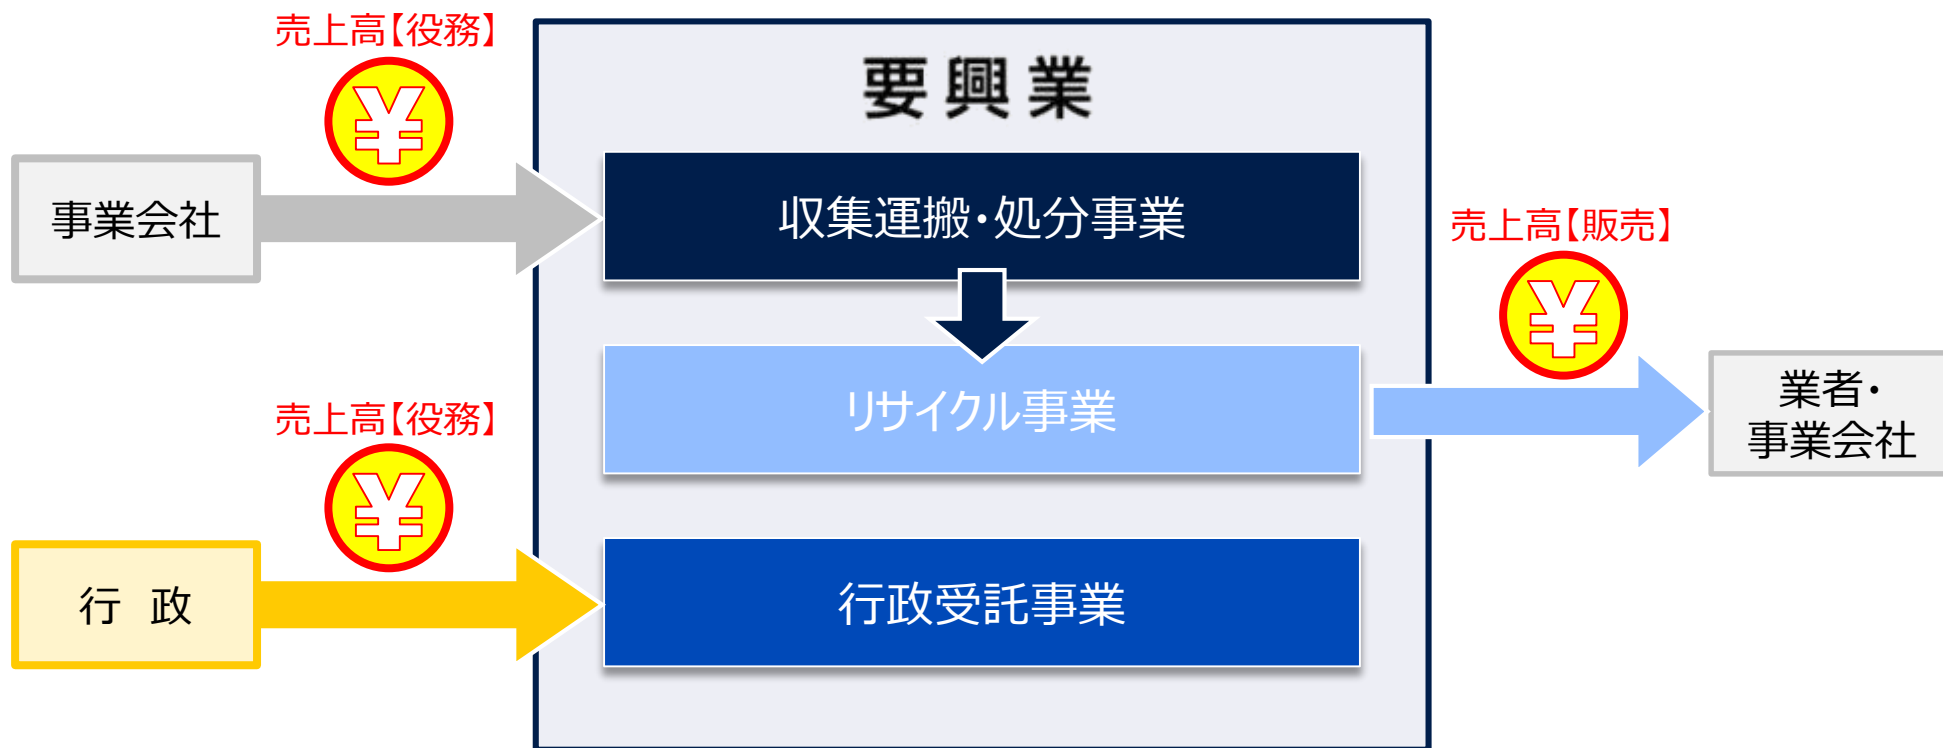 売上高【役務】
要興業
事業会社
収集運搬・処分事業
売上高【販売】
リサイクル事業
業者・
事業会社
売上高【役務】
行 政
行政受託事業